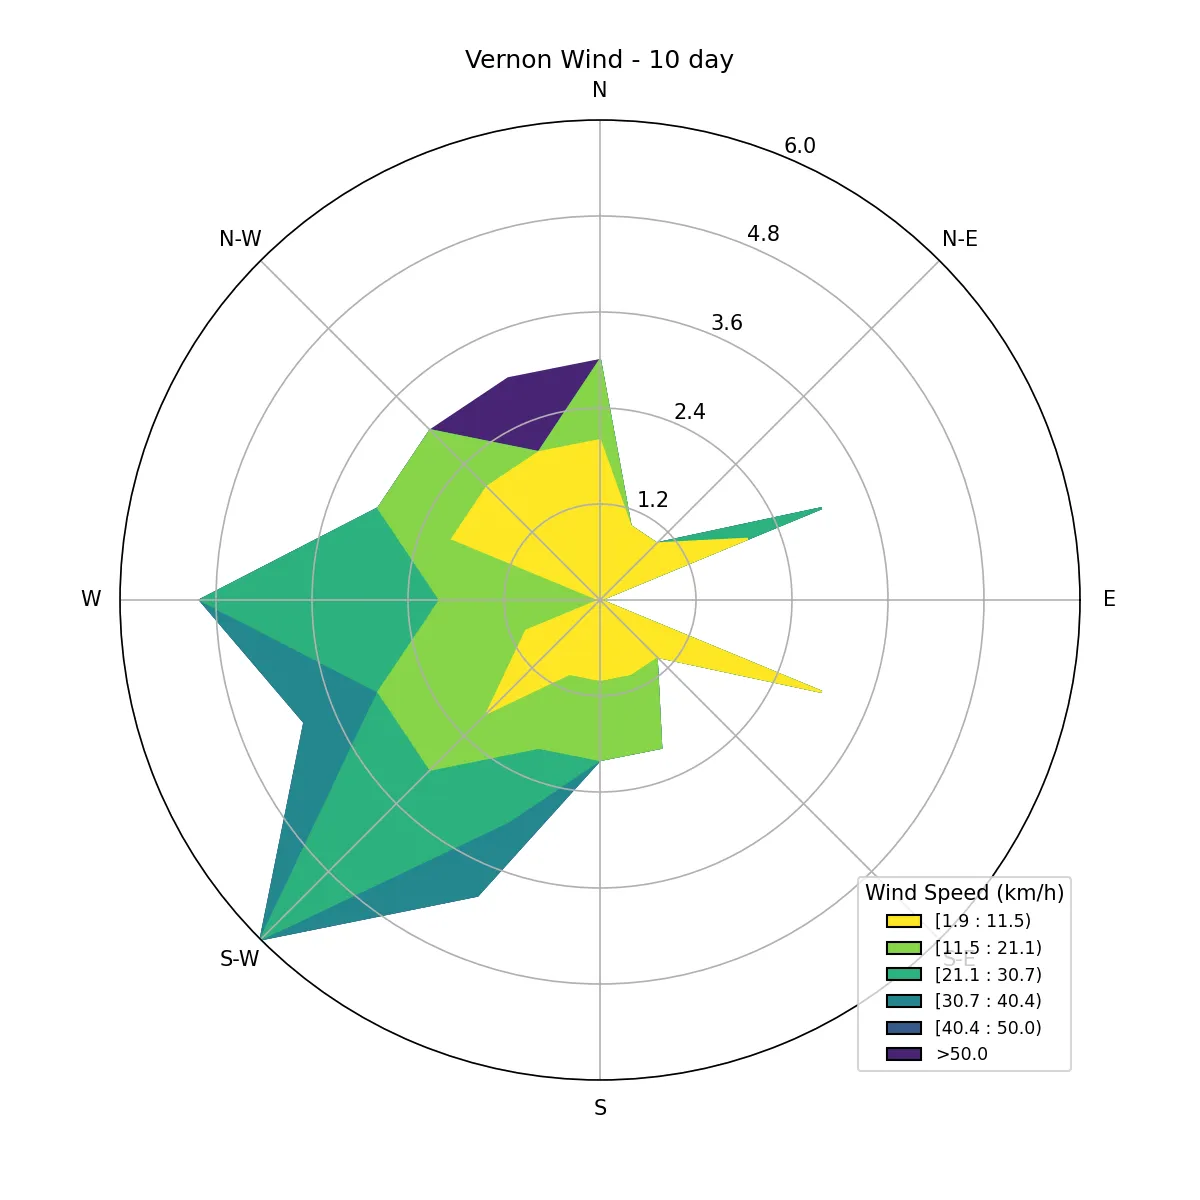 Vernon Wind - 10 day
N
6.0
N-W
4.8
N-E
3.6
2.4
1.2
W
E
S-W
S-E
S
Wind Speed (km/h)
[1.9 : 11.5)
[11.5 : 21.1)
[21.1 : 30.7)
[30.7 : 40.4)
[40.4 : 50.0)
>50.0